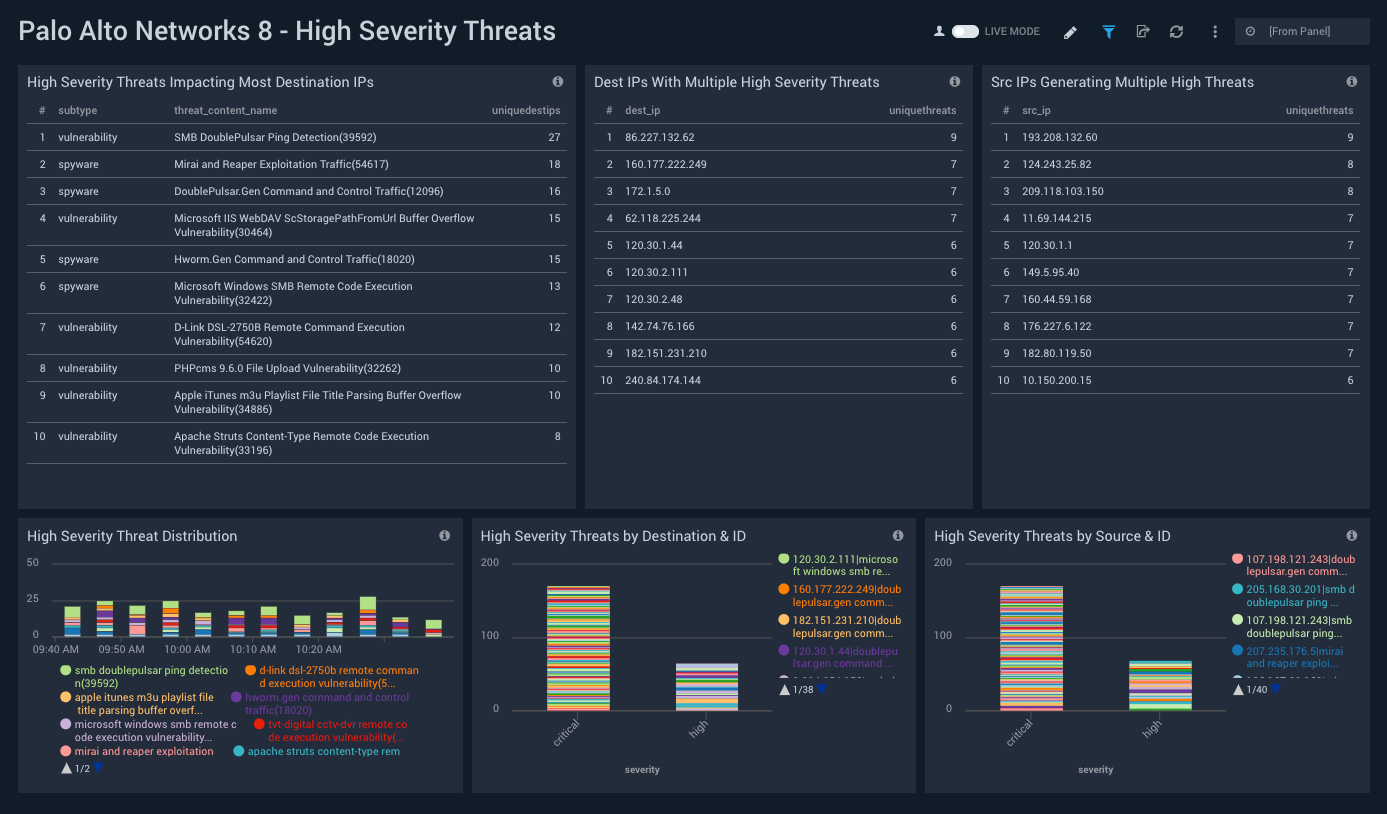 Palo Alto Networks 8 - High Severity Threats
LIVE MODE
[From Panel]
High Severity Threats Impacting Most Destination IPs
# subtype threat_content_name uniquedestips
1 vulnerability SMB DoublePulsar Ping Detection(39592) 27
2 spyware Mirai and Reaper Exploitation Traffic(54617) 18
3 spyware DoublePulsar.Gen Command and Control Traffic(12096) 16
4 vulnerability Microsoft IIS WebDAV ScStoragePathFromUrl Buffer Overflow 15
Vulnerability(30464)
5 spyware Hworm.Gen Command and Control Traffic(18020) 15
6 spyware Microsoft Windows SMB Remote Code Execution 13
Vulnerability(32422)
7 vulnerability D-Link DSL-2750B Remote Command Execution 12
Vulnerability(54620)
8 vulnerability PHPcms 9.6.0 File Upload Vulnerability(32262) 10
9 vulnerability Apple iTunes m3u Playlist File Title Parsing Buffer Overflow 10
Vulnerability(34886)
10 vulnerability Apache Struts Content-Type Remote Code Execution 8
Vulnerability(33196)
Dest IPs With Multiple High Severity Threats
# dest_ip uniquethreats
1 86.227.132.62 9
2 160.177.222.249 7
3 172.1.5.0 7
4 62.118.225.244 7
5 120.30.1.44 6
6 120.30.2.111 6
7 120.30.2.48 6
8 142.74.76.166 6
9 182.151.231.210 6
10 240.84.174.144 6
Src IPs Generating Multiple High Threats
# src_ip uniquethreats
1 193.208.132.60 9
2 124.243.25.82 8
3 209.118.103.150 8
4 11.69.144.215 7
5 120.30.1.1 7
6 149.5.95.40 7
7 160.44.59.168 7
8 176.227.6.122 7
9 182.80.119.50 7
10 10.150.200.15 6
High Severity Threat Distribution
50
25
0
09:40 AM 09:50 AM 10:00 AM 10:10 AM 10:20 AM
smb doublepulsar ping detectio
n(39592)
d-link dsl-2750b remote comman
d execution vulnerability(5...
apple itunes m3u playlist file
title parsing buffer overf...
hworm.gen command and control
traffic(18020)
microsoft windows smb remote c
ode execution vulnerability...
tvt-digital cctv-dvr remote co
de execution vulnerability(...
mirai and reaper exploitation
apache struts content-type rem
1/2
High Severity Threats by Destination & ID
200
100
0
critical
high
severity
120.30.2.111|microso
ft windows smb re...
160.177.222.249|doub
lepulsar.gen comm...
182.151.231.210|doub
lepulsar.gen comm...
120.30.1.44|doublepu
lsar.gen command ...
1/38
High Severity Threats by Source & ID
200
100
0
critical
high
severity
107.198.121.243|doub
lepulsar.gen comm...
205.168.30.201|smb d
oublepulsar ping ...
107.198.121.243|smb
doublepulsar ping...
207.235.176.5|mirai
and reaper exploi...
1/40